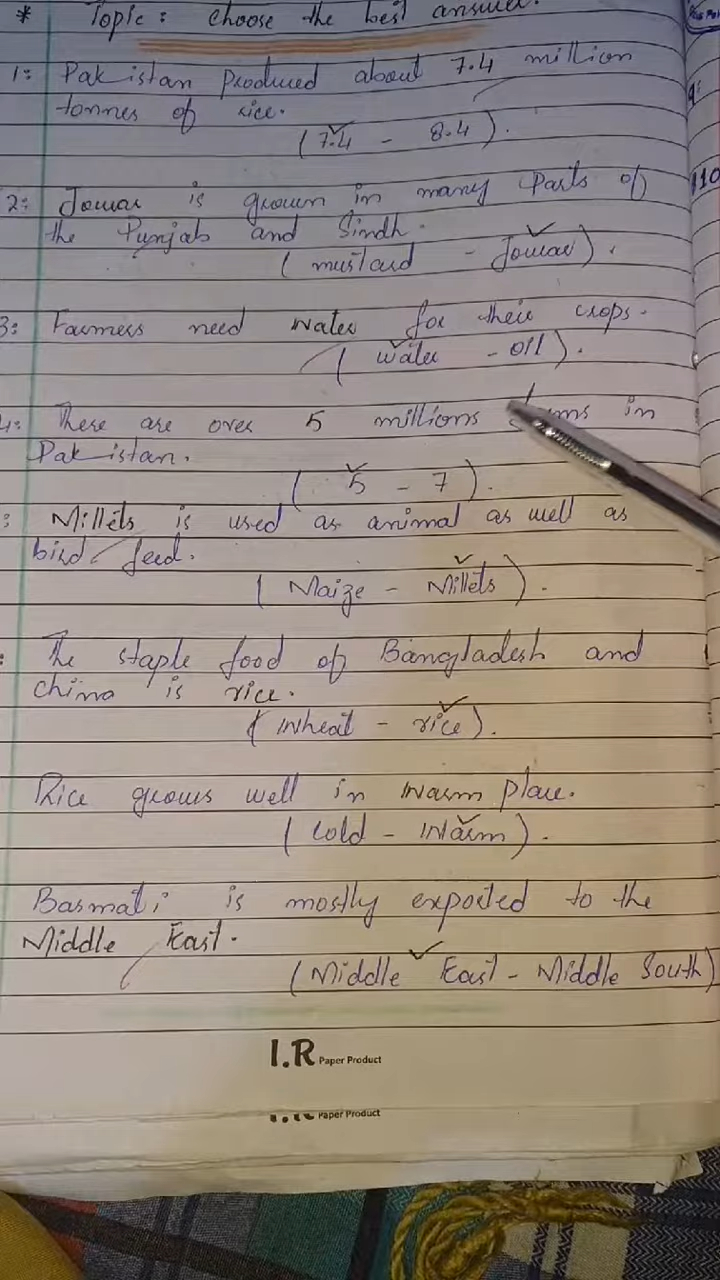 * Topic: Choose the best answer.
1: Pakistan produced about 7.4 million
tonnes of rice.
(7.4 - 8.4).
2: Jowar is grown in many parts of
the Punjab and Sindh.
(mustard - Jowar).
3: Farmers need water for their crops.
(water - oil).
4: There are over 5 millions farms in
Pakistan.
(5 - 7).
: Millets is used as animal as well as
bird feed.
(Maize - Millets).
: The staple food of Bangladesh and
china is rice.
(wheat - rice).
Rice grows well in warm place.
(cold - warm).
Basmati is mostly exported to the
Middle East.
(Middle East - Middle South)
I.R Paper Product
Paper Product
110